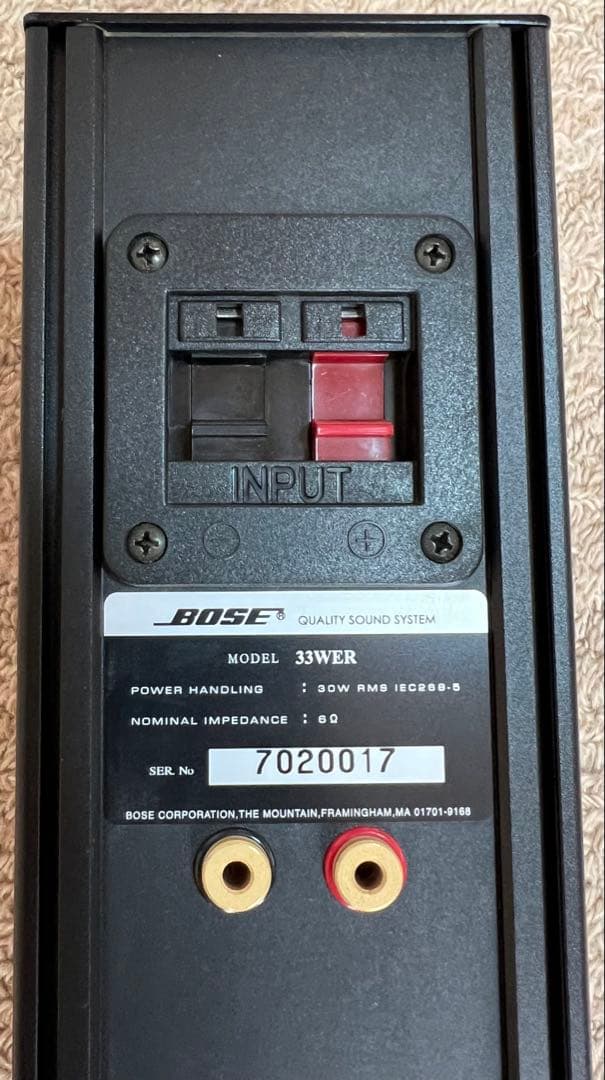 INPUT
− +
BOSE® QUALITY SOUND SYSTEM
MODEL 33WER
POWER HANDLING : 30W RMS IEC268-5
NOMINAL IMPEDANCE : 6Ω
SER. No 7020017
BOSE CORPORATION,THE MOUNTAIN,FRAMINGHAM,MA 01701-9168